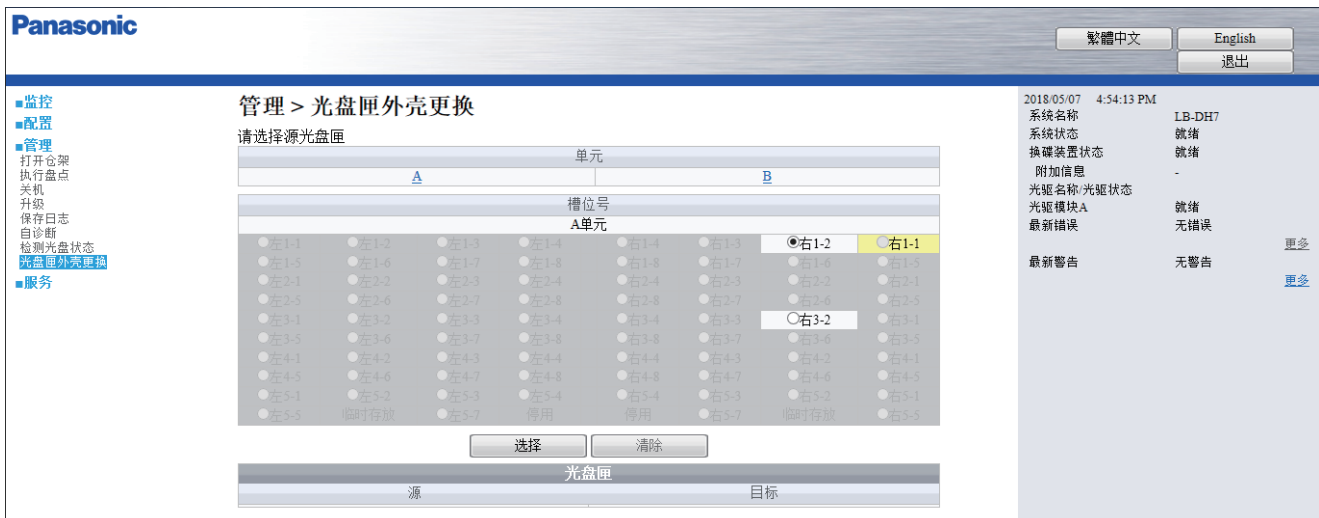 Panasonic
繁體中文 English
退出
■监控
■配置
■管理
打开仓架
执行盘点
关机
升级
保存日志
自诊断
检测光盘状态
光盘匣外壳更换
■服务
管理 > 光盘匣外壳更换
请选择源光盘匣
单元
A B
槽位号
A单元
左1-1 左1-2 左1-3 左1-4 右1-4 右1-3 右1-2 右1-1
左1-5 左1-6 左1-7 左1-8 右1-8 右1-7 右1-6 右1-5
左2-1 左2-2 左2-3 左2-4 右2-4 右2-3 右2-2 右2-1
左2-5 左2-6 左2-7 左2-8 右2-8 右2-7 右2-6 右2-5
左3-1 左3-2 左3-3 左3-4 右3-4 右3-3 右3-2 右3-1
左3-5 左3-6 左3-7 左3-8 右3-8 右3-7 右3-6 右3-5
左4-1 左4-2 左4-3 左4-4 右4-4 右4-3 右4-2 右4-1
左4-5 左4-6 左4-7 左4-8 右4-8 右4-7 右4-6 右4-5
左5-1 左5-2 左5-3 左5-4 右5-4 右5-3 右5-2 右5-1
左5-5 临时存放 左5-7 停用 停用 右5-7 临时存放 右5-5
选择 清除
光盘匣
源 目标
2018/05/07 4:54:13 PM
系统名称 LB-DH7
系统状态 就绪
换碟装置状态 就绪
附加信息 -
光驱名称/光驱状态
光驱模块A 就绪
最新错误 无错误
更多
最新警告 无警告
更多